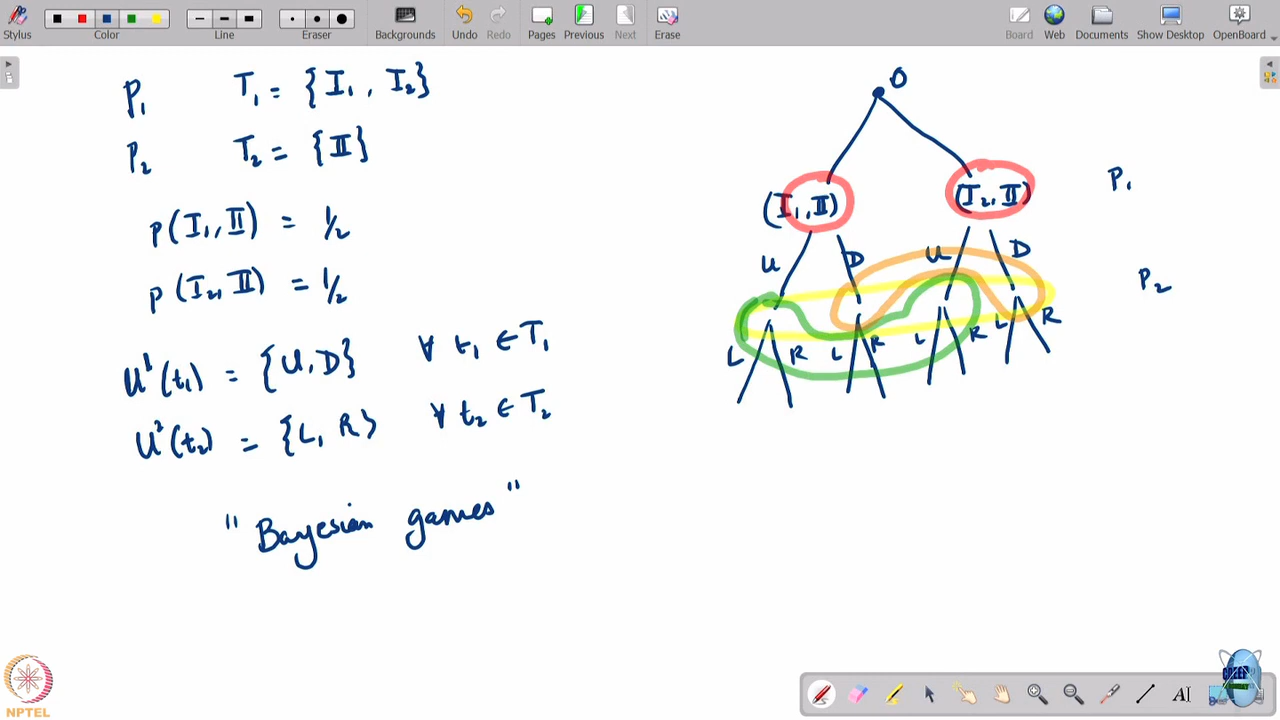 Stylus Color Line Eraser Backgrounds Undo Redo Pages Previous Next Erase Board Web Documents Show Desktop OpenBoard
P₁ T₁ = {I₁, I₂}
P₂ T₂ = {II}
p(I₁, II) = 1/2
p(I₂, II) = 1/2
U¹(t₁) = {U, D} ∀ t₁ ∈ T₁
U²(t₂) = {L, R} ∀ t₂ ∈ T₂
"Bayesian games"
O
(I₁, II) (I₂, II) P₁
U D U D
P₂
L R L R L R L R
NPTEL